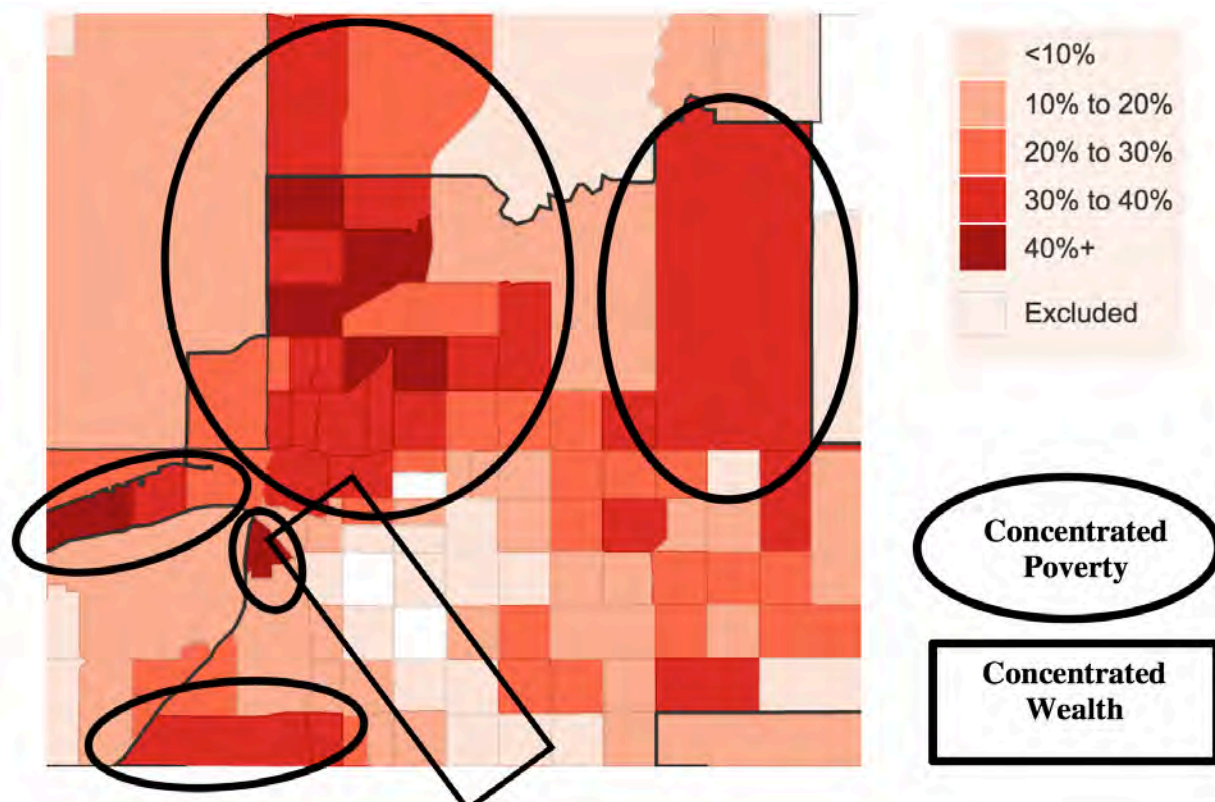 <10%
10% to 20%
20% to 30%
30% to 40%
40%+
Excluded
Concentrated
Poverty
Concentrated
Wealth